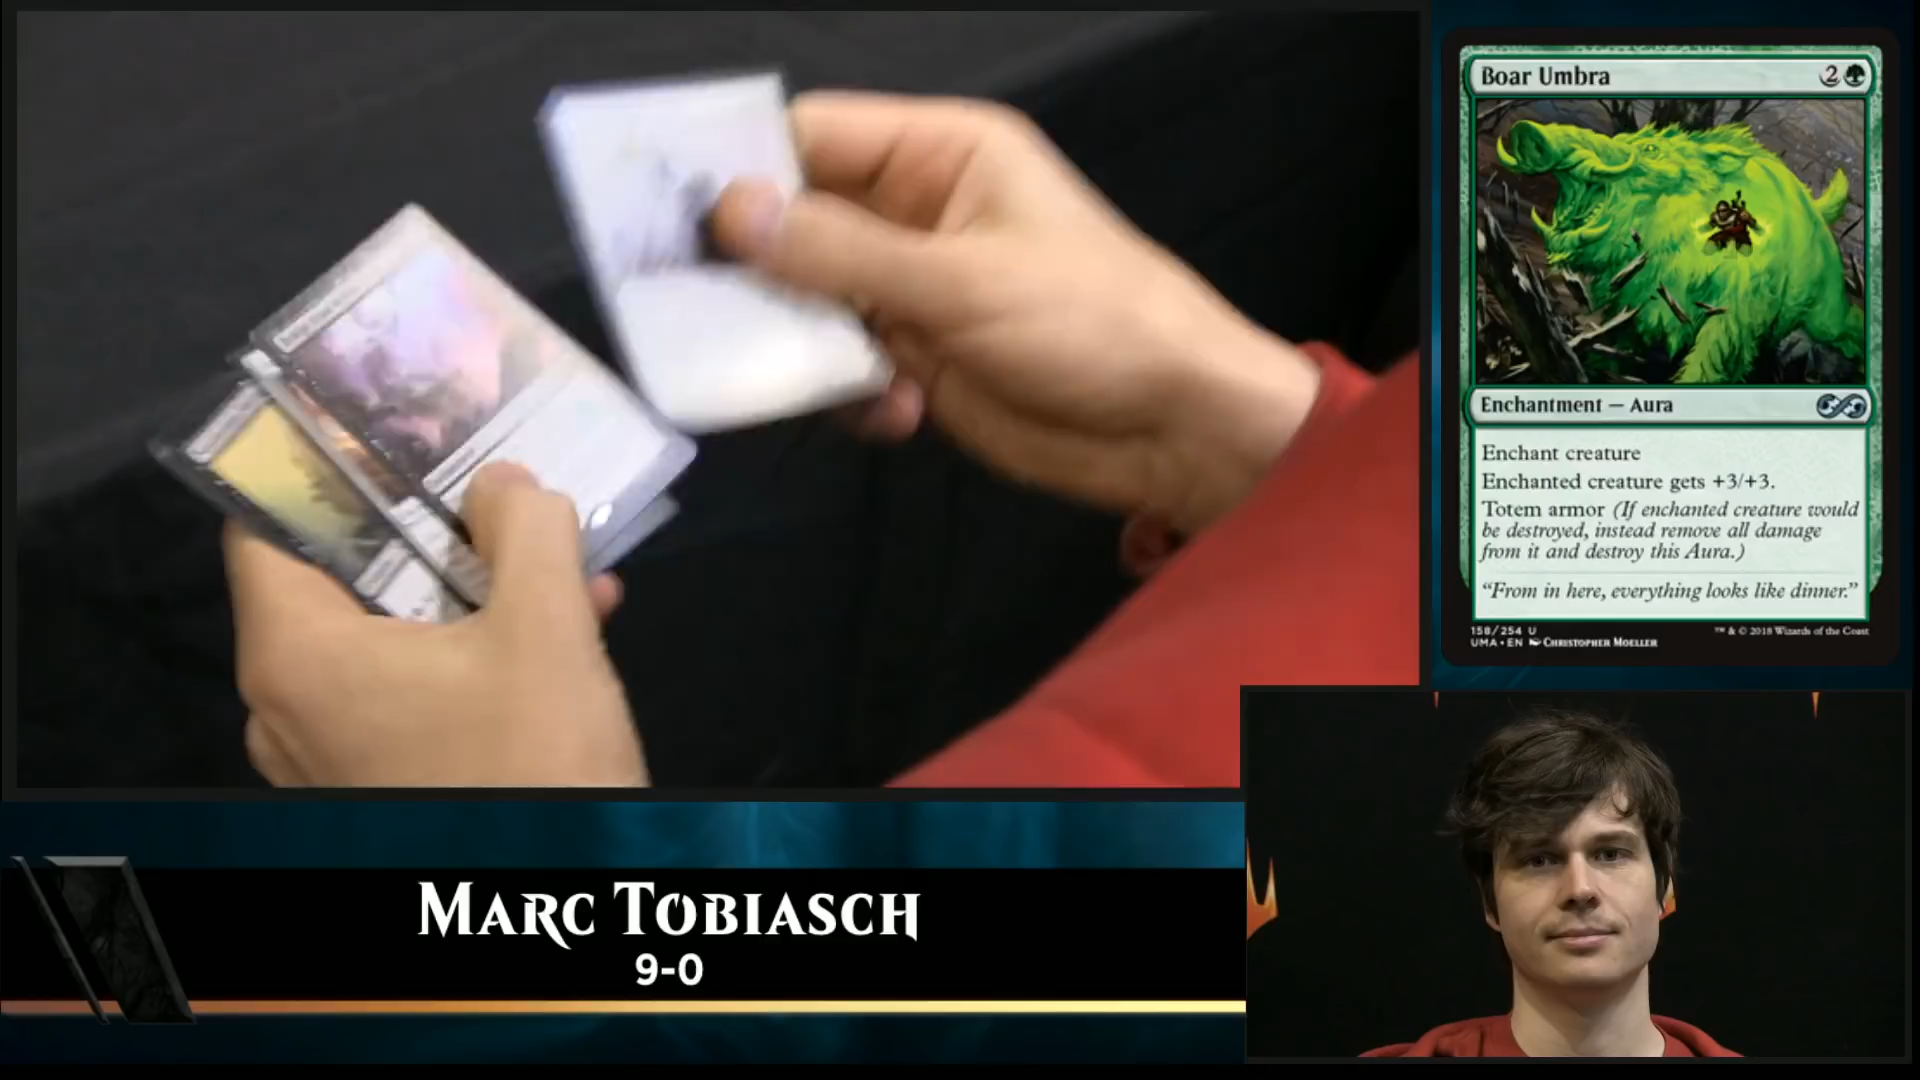 Boar Umbra 2
Enchantment — Aura
Enchant creature
Enchanted creature gets +3/+3.
Totem armor (If enchanted creature would
be destroyed, instead remove all damage
from it and destroy this Aura.)
“From in here, everything looks like dinner.”
158/254 U
™ & © 2018 Wizards of the Coast
UMA • EN Christopher Moeller
Marc Tobiasch
9-0